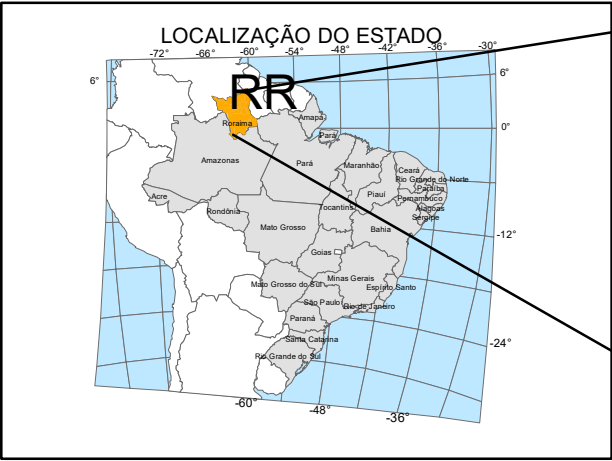 LOCALIZAÇÃO DO ESTADO
-72° -66° -60° -54° -48° -42° -36° -30°
6° 6°
RR
Roraima
Amapá
0°
Pará
Amazonas
Pará
Maranhão
Ceará
Rio Grande do Norte
Paraíba
Piauí
Pernambuco
Acre
Tocantins
Alagoas
Rondônia
Sergipe
Mato Grosso
Bahia
-12°
Goias
Minas Gerais
Mato Grosso do Sul
Espírito Santo
São Paulo
Rio de Janeiro
Paraná
Santa Catarina
-24°
Rio Grande do Sul
-60°
-48°
-36°